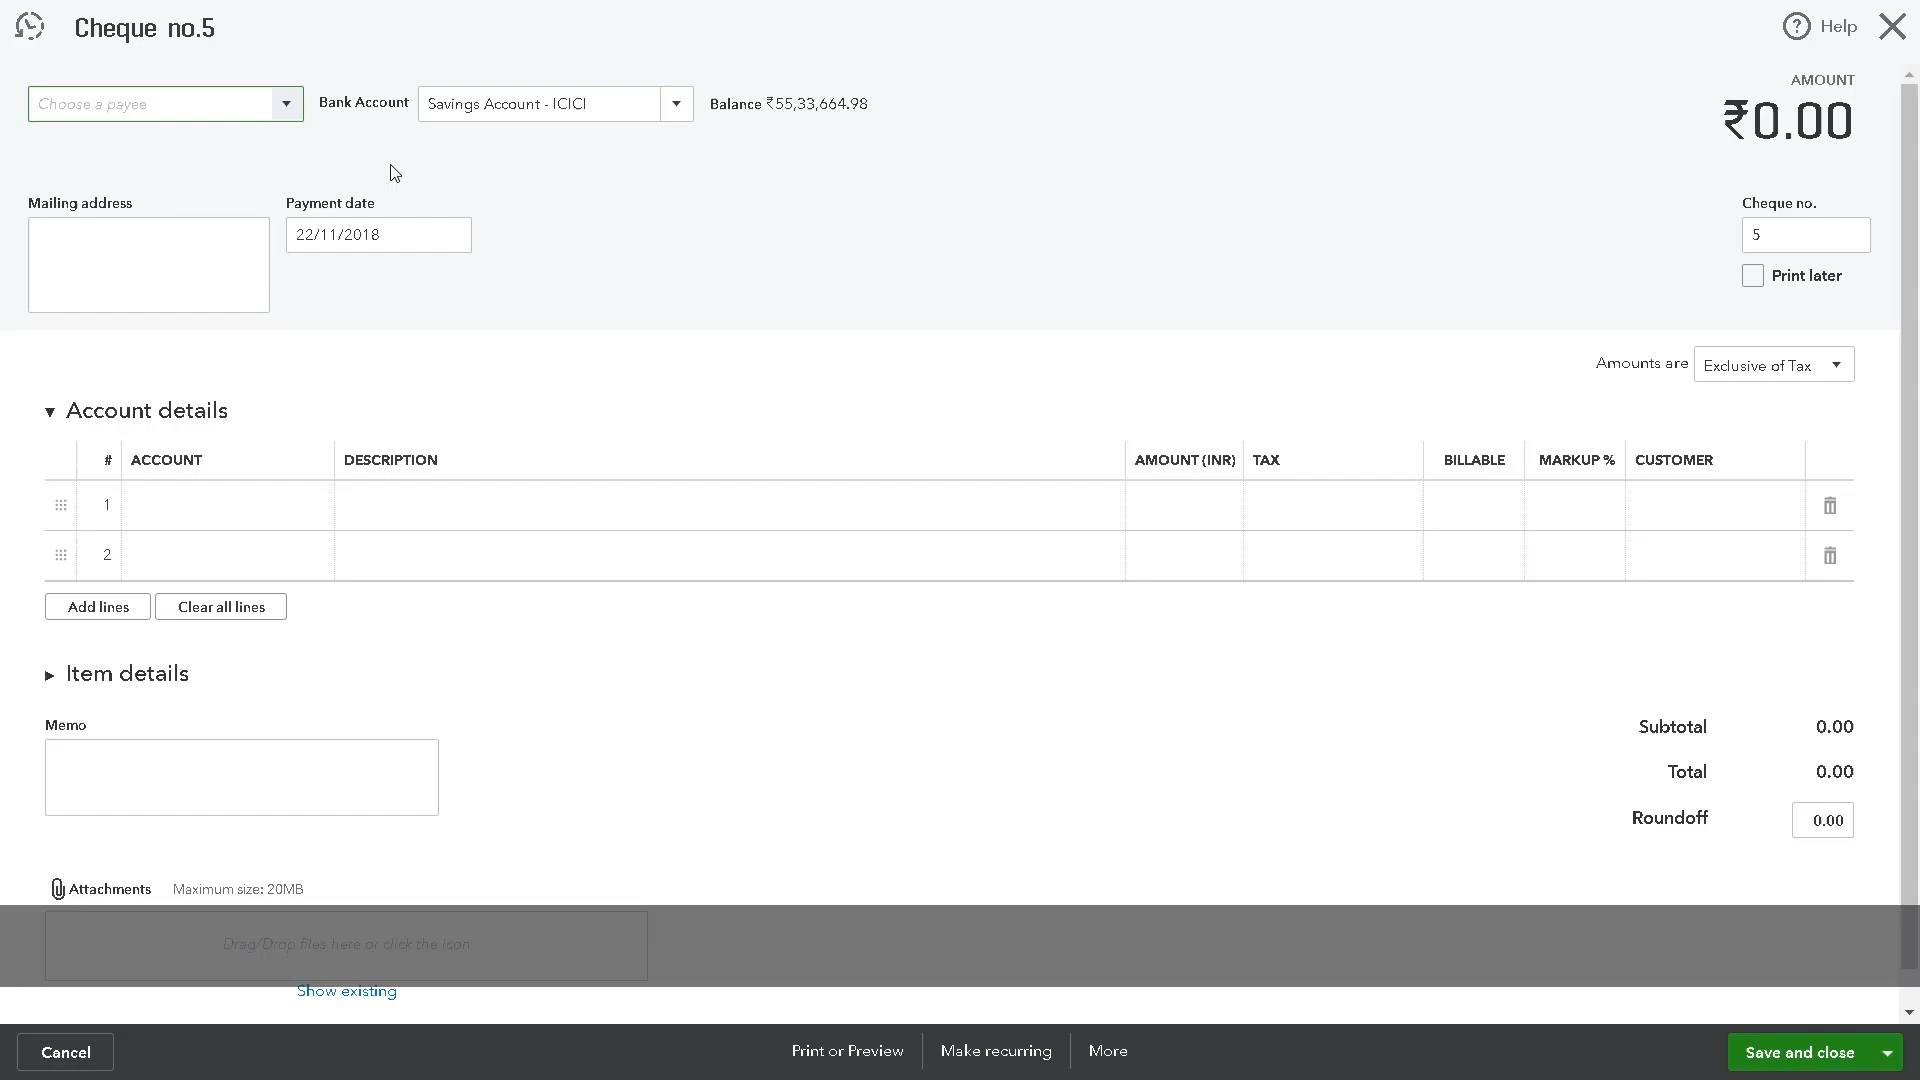 Cheque no.5
Help
AMOUNT
₹0.00
Choose a payee
Bank Account
Savings Account - ICICI
Balance ₹55,33,664.98
Mailing address
Payment date
22/11/2018
Cheque no.
5
Print later
Amounts are
Exclusive of Tax
Account details
# ACCOUNT DESCRIPTION AMOUNT (INR) TAX BILLABLE MARKUP % CUSTOMER
1
2
Add lines
Clear all lines
Item details
Memo
Subtotal 0.00
Total 0.00
Roundoff 0.00
Attachments Maximum size: 20MB
Drag/Drop files here or click the icon
Show existing
Cancel
Print or Preview
Make recurring
More
Save and close